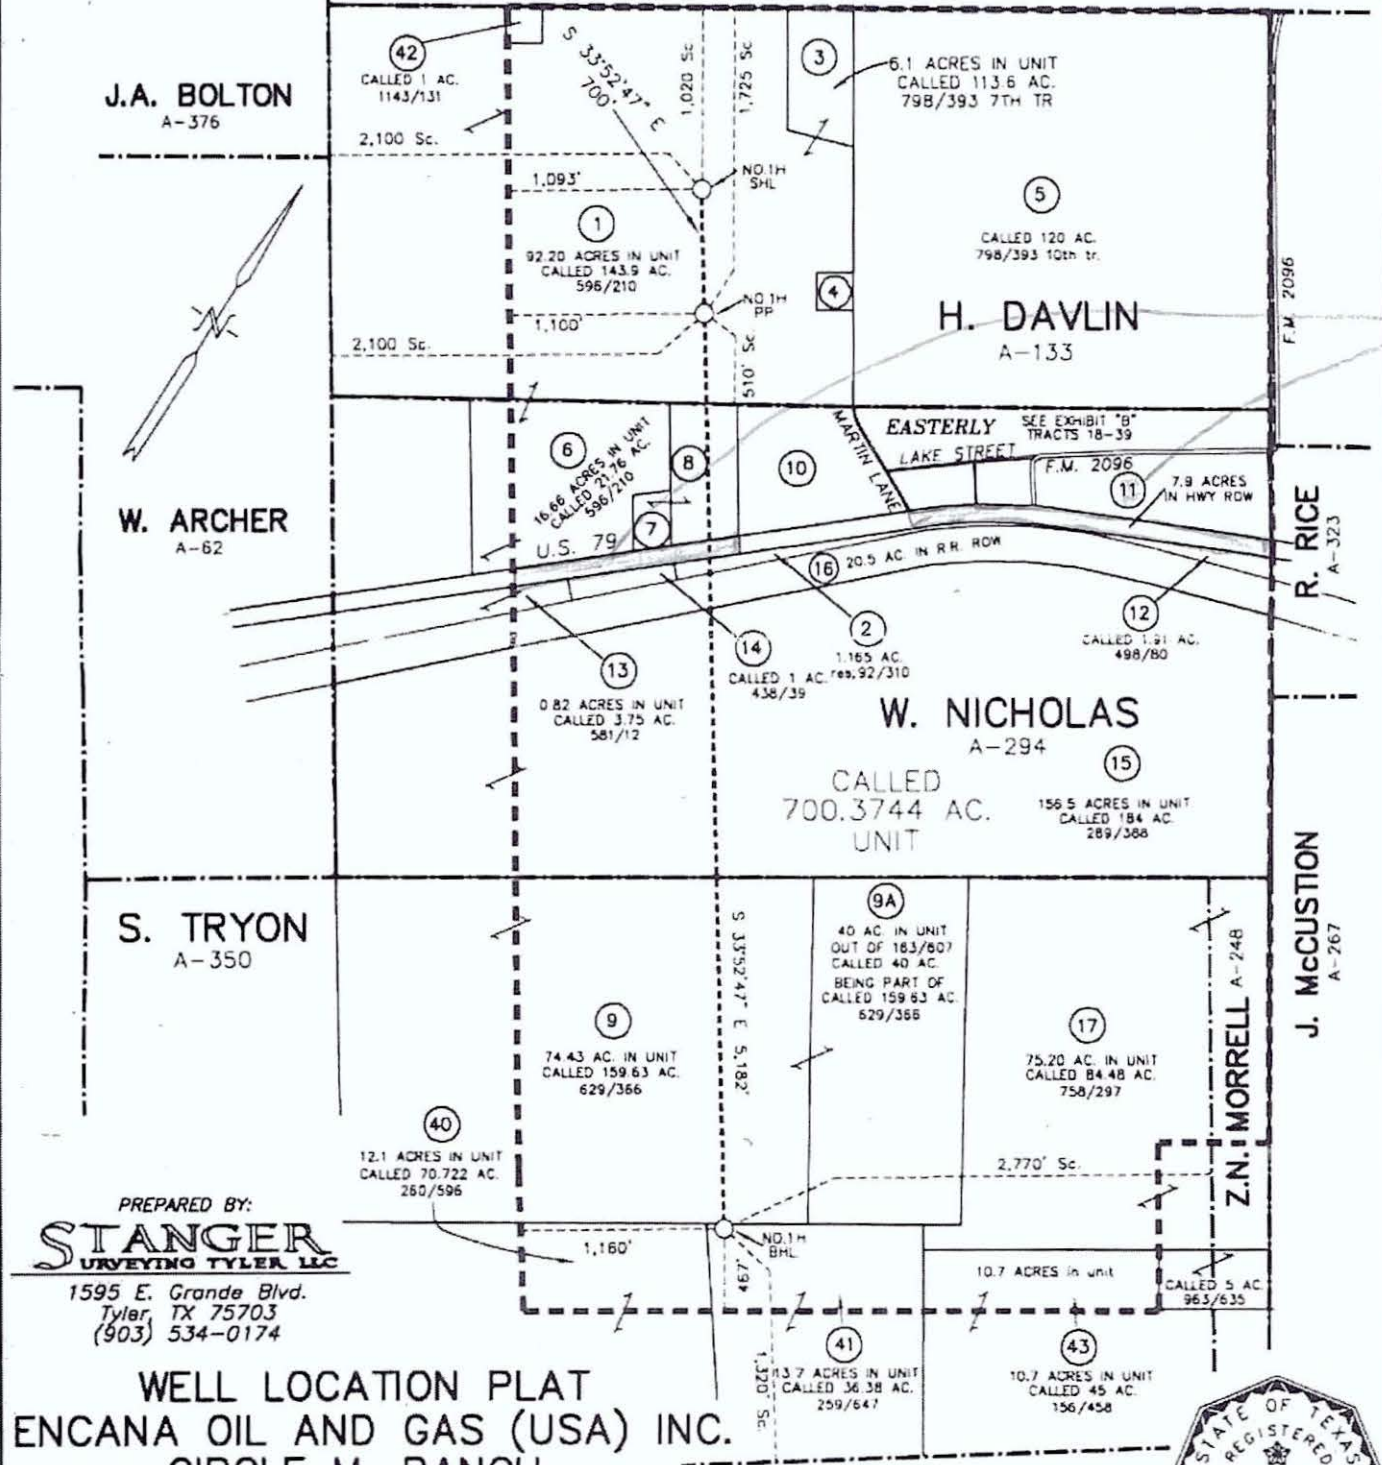 42
CALLED 1 AC.
1143/131
J.A. BOLTON
A-376
S 33°52'47" E
700'
1,020 Sc
1,725 Sc
3
6.1 ACRES IN UNIT
CALLED 113.6 AC.
798/393 7TH TR
2,100 Sc.
1,093'
NO.1H
SHL
1
92.20 ACRES IN UNIT
CALLED 143.9 AC.
596/210
5
CALLED 120 AC.
798/393 10th tr.
4
NO.1H
PP
1,100'
2,100 Sc.
510' Sc.
H. DAVLIN
A-133
F.M. 2096
W. ARCHER
A-62
6
16.66 ACRES IN UNIT
CALLED 21.76 AC.
596/210
8
7
10
MARTIN LANE
EASTERLY
SEE EXHIBIT "B"
TRACTS 18-39
LAKE STREET
F.M. 2096
11
7.9 ACRES
IN HWY ROW
R. RICE
A-323
U.S. 79
16
20.5 AC. IN R.R. ROW
13
0.82 ACRES IN UNIT
CALLED 3.75 AC.
581/12
14
CALLED 1 AC.
438/39
2
1.165 AC.
res.92/310
12
CALLED 1.91 AC.
498/80
W. NICHOLAS
A-294
CALLED
700.3744 AC.
UNIT
15
156.5 ACRES IN UNIT
CALLED 184 AC.
289/388
S. TRYON
A-350
9
74.43 AC. IN UNIT
CALLED 159.63 AC.
629/366
S 33°52'47" E 5,182'
9A
40 AC. IN UNIT
OUT OF 163/607
CALLED 40 AC.
BEING PART OF
CALLED 159.63 AC.
629/366
17
75.20 AC. IN UNIT
CALLED 84.48 AC.
758/297
Z.N. MORRELL A-248
J. McCUSTION
A-267
40
12.1 ACRES IN UNIT
CALLED 70.722 AC.
260/596
2,770' Sc.
1,160'
NO.1H
BHL
467'
1,320' Sc.
10.7 ACRES in unit
CALLED 5 AC.
963/635
41
13.7 ACRES IN UNIT
CALLED 36.38 AC.
259/647
43
10.7 ACRES IN UNIT
CALLED 45 AC.
156/458
PREPARED BY:
STANGER
SURVEYING TYLER LLC
1595 E. Grande Blvd.
Tyler, TX 75703
(903) 534-0174
WELL LOCATION PLAT
ENCANA OIL AND GAS (USA) INC.
CIRCLE M. RANCH
STATE OF TEXAS
REGISTERED